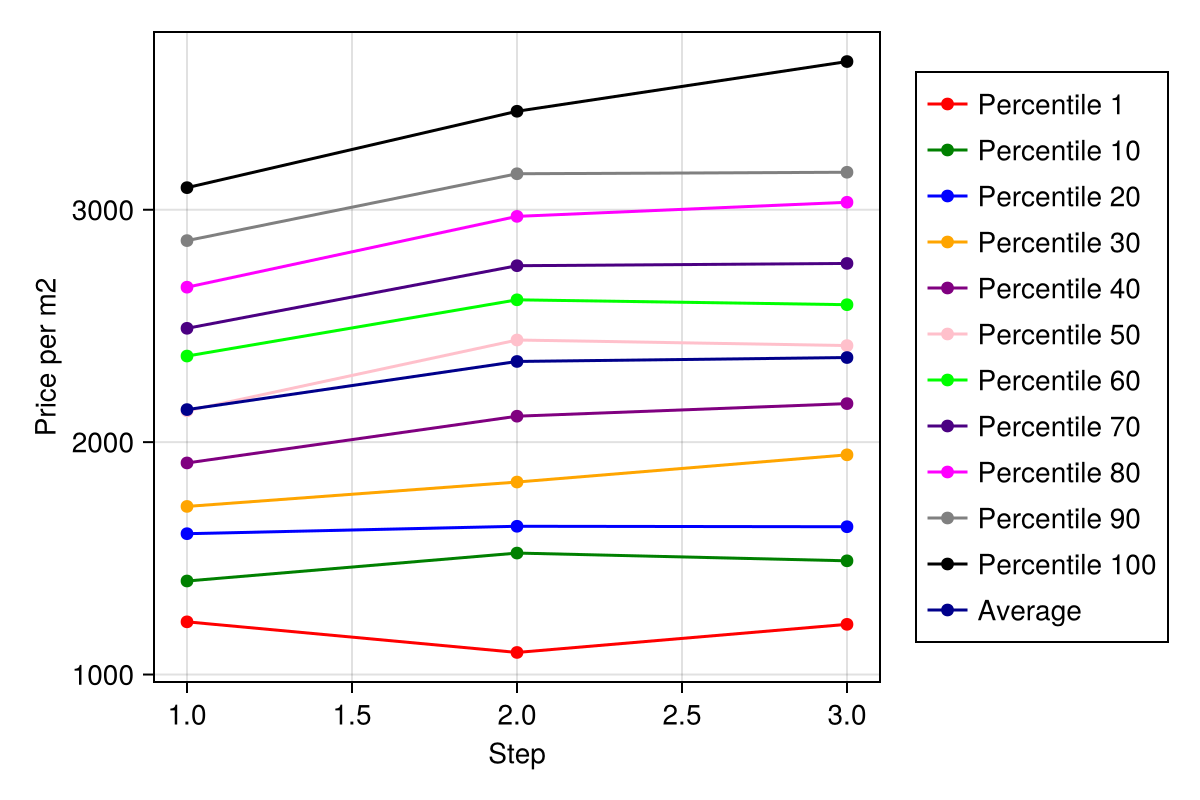 Price per m2
3000
2000
1000
1.0 1.5 2.0 2.5 3.0
Step
Percentile 1
Percentile 10
Percentile 20
Percentile 30
Percentile 40
Percentile 50
Percentile 60
Percentile 70
Percentile 80
Percentile 90
Percentile 100
Average